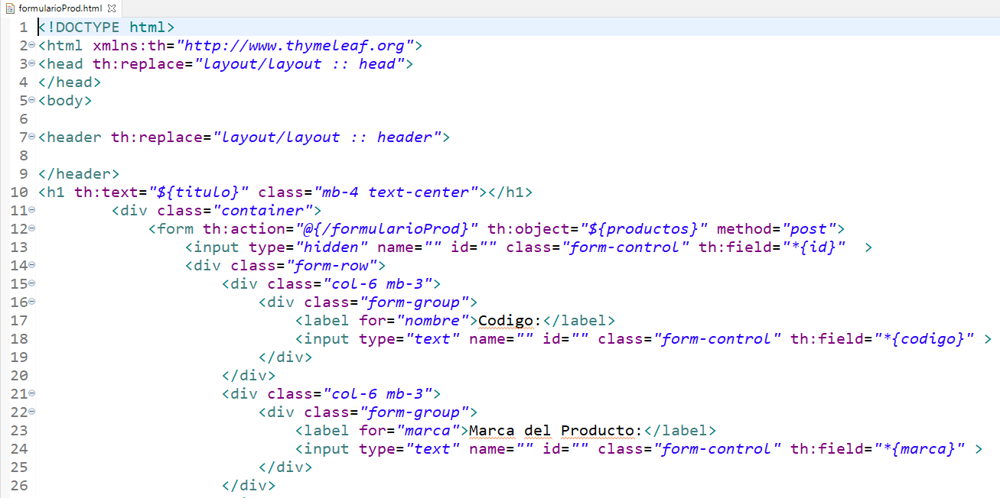 formularioProd.html
1 <!DOCTYPE html>
2 <html xmlns:th="http://www.thymeleaf.org">
3 <head th:replace="layout/layout :: head">
4 </head>
5 <body>
6
7 <header th:replace="layout/layout :: header">
8
9 </header>
10 <h1 th:text="${titulo}" class="mb-4 text-center"></h1>
11         <div class="container">
12             <form th:action="@{/formularioProd}" th:object="${productos}" method="post">
13                 <input type="hidden" name="" id="" class="form-control" th:field="*{id}"  >
14                 <div class="form-row">
15                     <div class="col-6 mb-3">
16                         <div class="form-group">
17                             <label for="nombre">Codigo:</label>
18                             <input type="text" name="" id="" class="form-control" th:field="*{codigo}" >
19                         </div>
20                     </div>
21                     <div class="col-6 mb-3">
22                         <div class="form-group">
23                             <label for="marca">Marca del Producto:</label>
24                             <input type="text" name="" id="" class="form-control" th:field="*{marca}" >
25                         </div>
26                     </div>